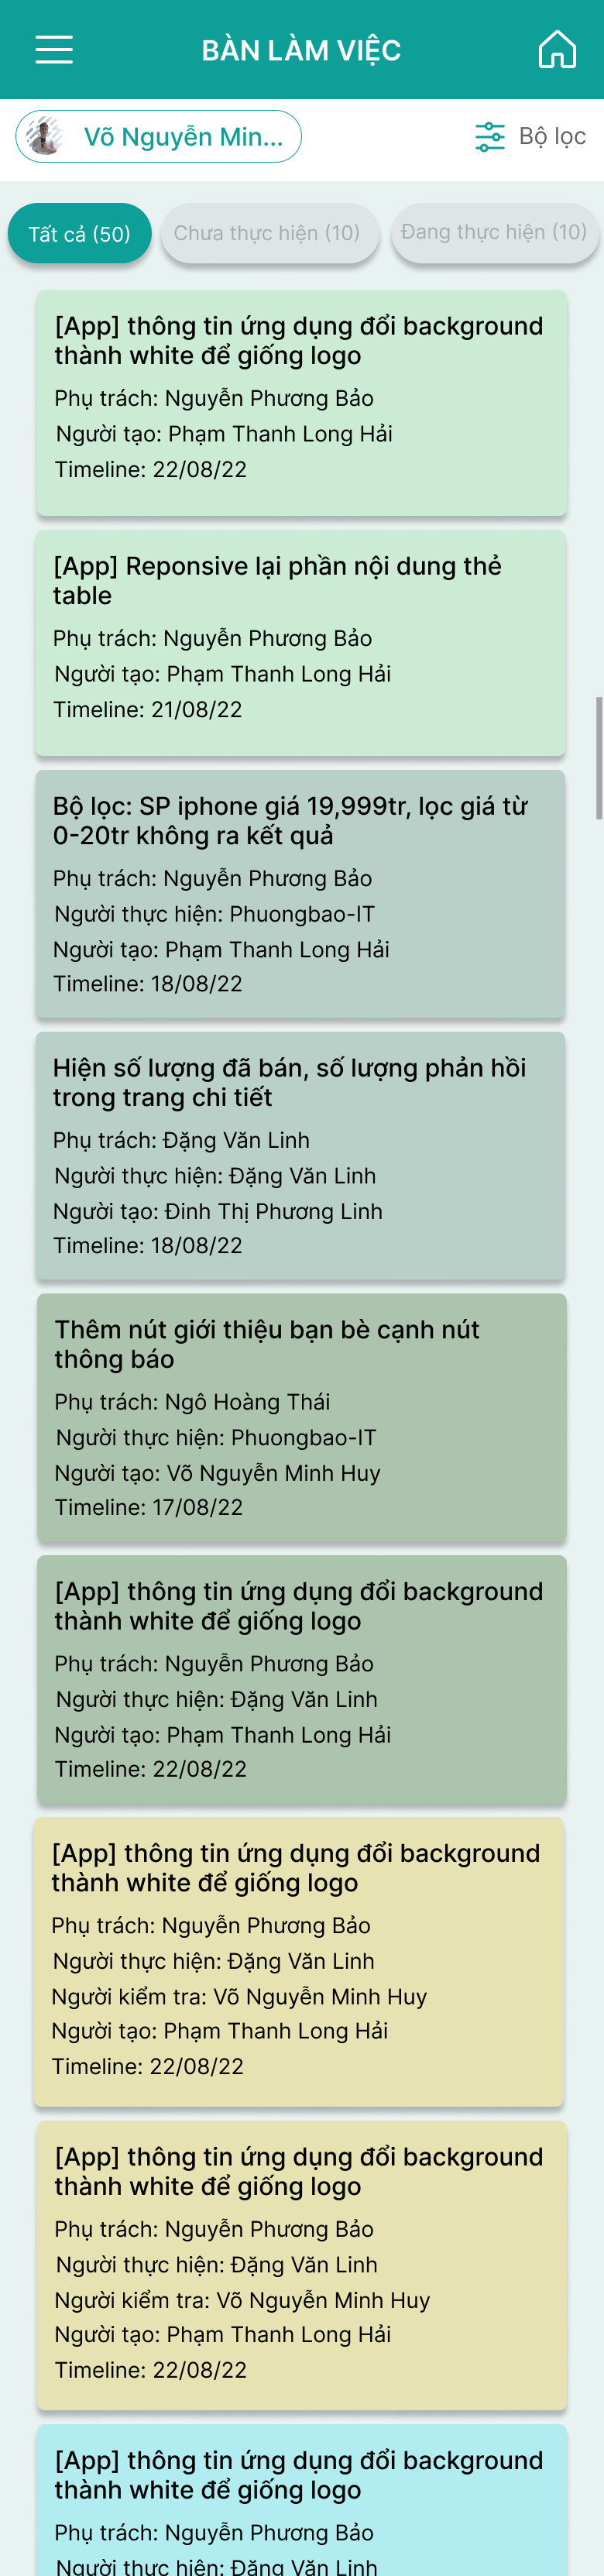 BÀN LÀM VIỆC
Võ Nguyễn Min...
Bộ lọc
Tất cả (50)
Chưa thực hiện (10)
Đang thực hiện (10)
[App] thông tin ứng dụng đổi background
thành white để giống logo
Phụ trách: Nguyễn Phương Bảo
Người tạo: Phạm Thanh Long Hải
Timeline: 22/08/22
[App] Reponsive lại phần nội dung thẻ
table
Phụ trách: Nguyễn Phương Bảo
Người tạo: Phạm Thanh Long Hải
Timeline: 21/08/22
Bộ lọc: SP iphone giá 19,999tr, lọc giá từ
0-20tr không ra kết quả
Phụ trách: Nguyễn Phương Bảo
Người thực hiện: Phuongbao-IT
Người tạo: Phạm Thanh Long Hải
Timeline: 18/08/22
Hiện số lượng đã bán, số lượng phản hồi
trong trang chi tiết
Phụ trách: Đặng Văn Linh
Người thực hiện: Đặng Văn Linh
Người tạo: Đinh Thị Phương Linh
Timeline: 18/08/22
Thêm nút giới thiệu bạn bè cạnh nút
thông báo
Phụ trách: Ngô Hoàng Thái
Người thực hiện: Phuongbao-IT
Người tạo: Võ Nguyễn Minh Huy
Timeline: 17/08/22
[App] thông tin ứng dụng đổi background
thành white để giống logo
Phụ trách: Nguyễn Phương Bảo
Người thực hiện: Đặng Văn Linh
Người tạo: Phạm Thanh Long Hải
Timeline: 22/08/22
[App] thông tin ứng dụng đổi background
thành white để giống logo
Phụ trách: Nguyễn Phương Bảo
Người thực hiện: Đặng Văn Linh
Người kiểm tra: Võ Nguyễn Minh Huy
Người tạo: Phạm Thanh Long Hải
Timeline: 22/08/22
[App] thông tin ứng dụng đổi background
thành white để giống logo
Phụ trách: Nguyễn Phương Bảo
Người thực hiện: Đặng Văn Linh
Người kiểm tra: Võ Nguyễn Minh Huy
Người tạo: Phạm Thanh Long Hải
Timeline: 22/08/22
[App] thông tin ứng dụng đổi background
thành white để giống logo
Phụ trách: Nguyễn Phương Bảo
Người thực hiện: Đặng Văn Linh